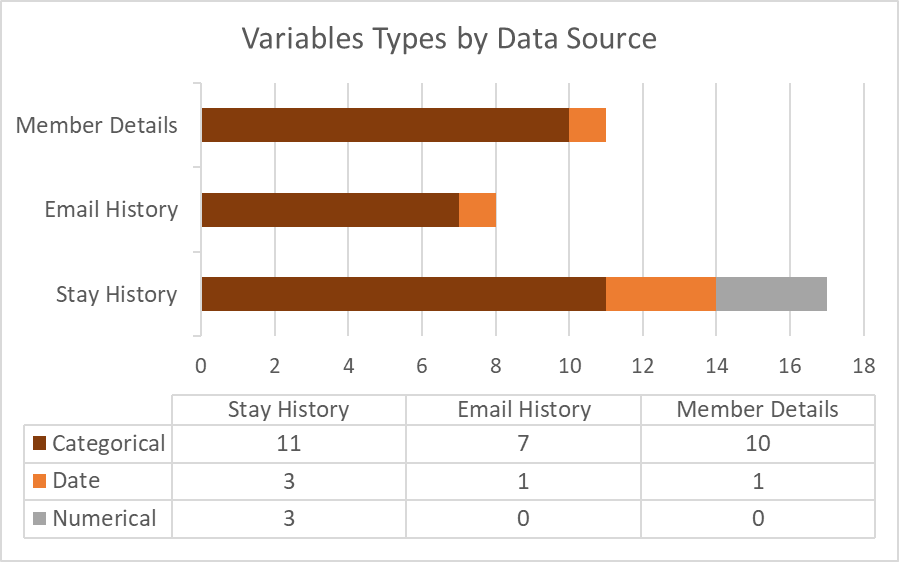 Variables Types by Data Source
Member Details
Email History
Stay History
0 2 4 6 8 10 12 14 16 18
Stay History Email History Member Details
Categorical 11 7 10
Date 3 1 1
Numerical 3 0 0